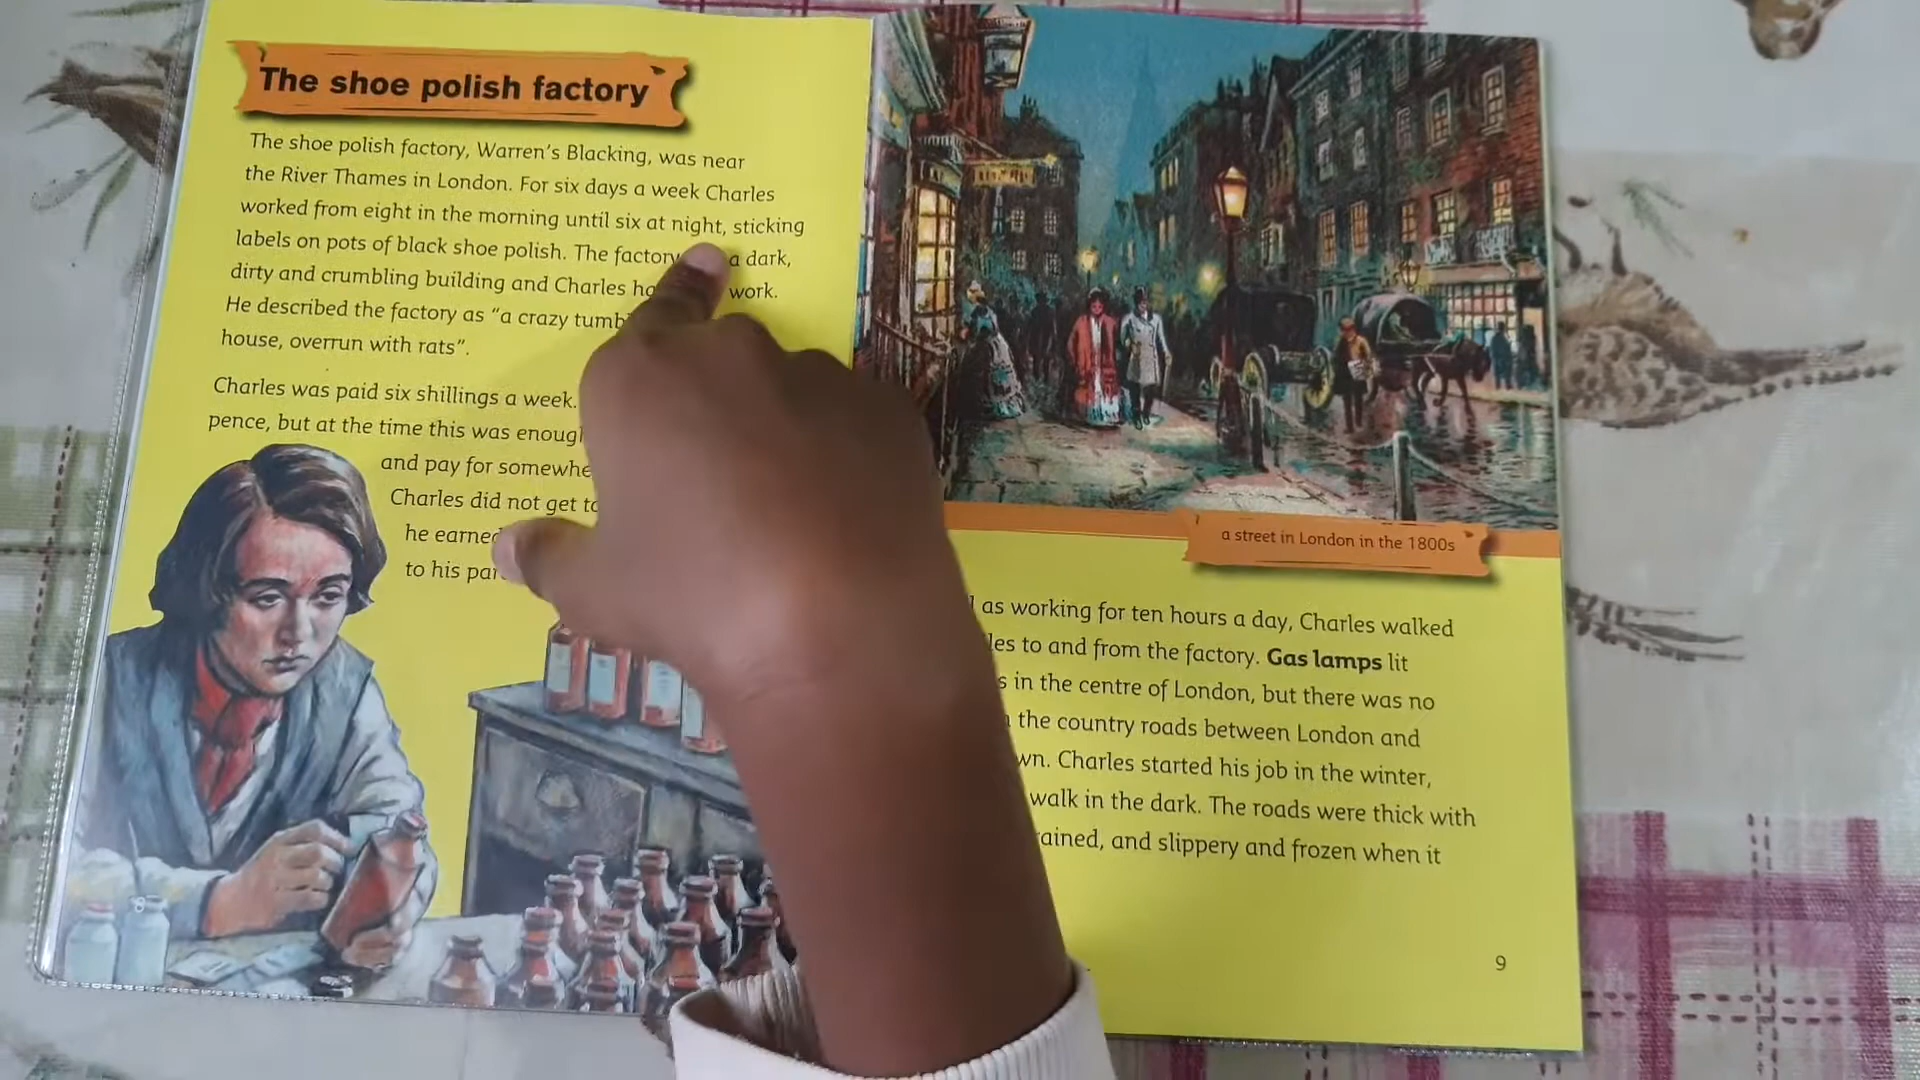 The shoe polish factory
The shoe polish factory, Warren's Blacking, was near
the River Thames in London. For six days a week Charles
worked from eight in the morning until six at night, sticking
labels on pots of black shoe polish. The factory a dark,
dirty and crumbling building and Charles work.
He described the factory as "a crazy
house, overrun with rats".
Charles was paid six shillings a week.
pence, but at the time this was
and pay for
Charles did not get
he
to his
a street in London in the 1800s
as working for ten hours a day, Charles walked
to and from the factory. Gas lamps lit
in the centre of London, but there was no
the country roads between London and
Charles started his job in the winter,
walk in the dark. The roads were thick with
and slippery and frozen when it
9